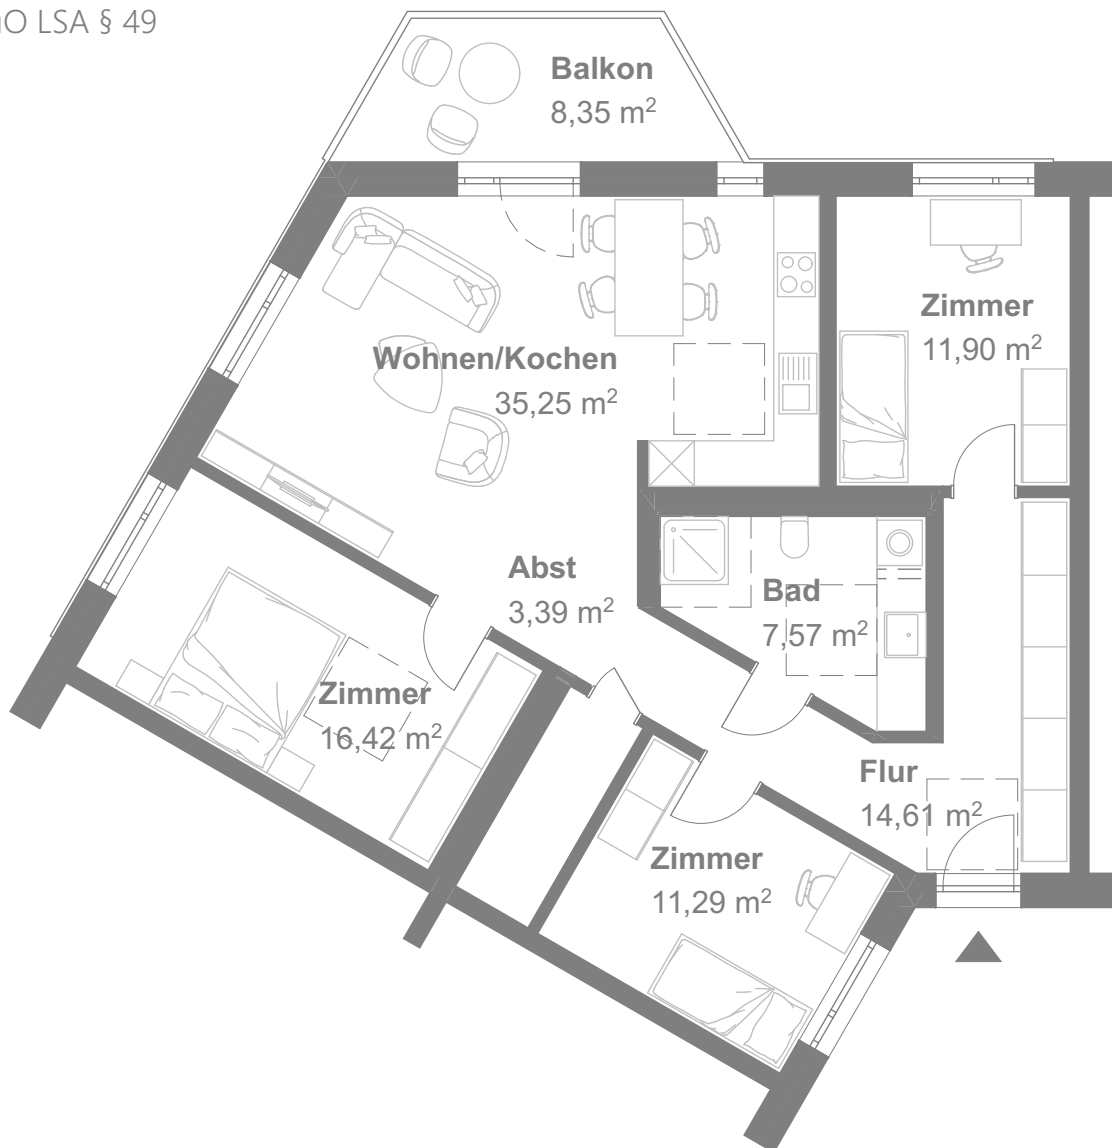 O LSA § 49
Balkon
8,35 m²
Zimmer
11,90 m²
Wohnen/Kochen
35,25 m²
Abst
3,39 m²
Bad
7,57 m²
Zimmer
16,42 m²
Flur
14,61 m²
Zimmer
11,29 m²